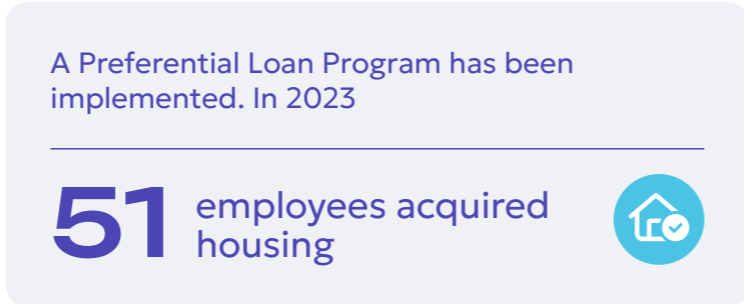 A Preferential Loan Program has been
implemented. In 2023
51
employees acquired
housing